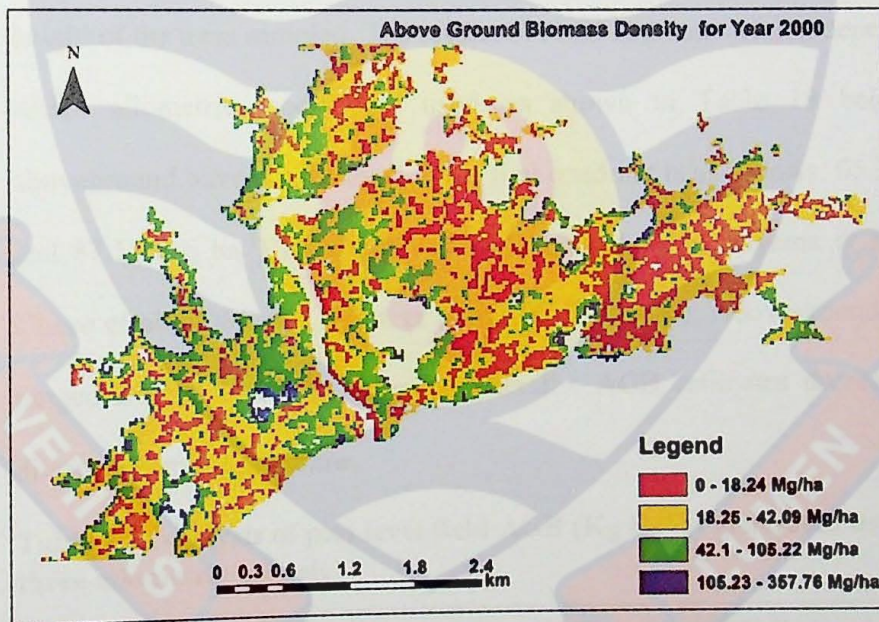 Above Ground Biomass Density for Year 2000
N
Legend
0 - 18.24 Mg/ha
18.25 - 42.09 Mg/ha
42.1 - 105.22 Mg/ha
105.23 - 357.76 Mg/ha
0 0.3 0.6 1.2 1.8 2.4
km
VERITAS
LUMEN